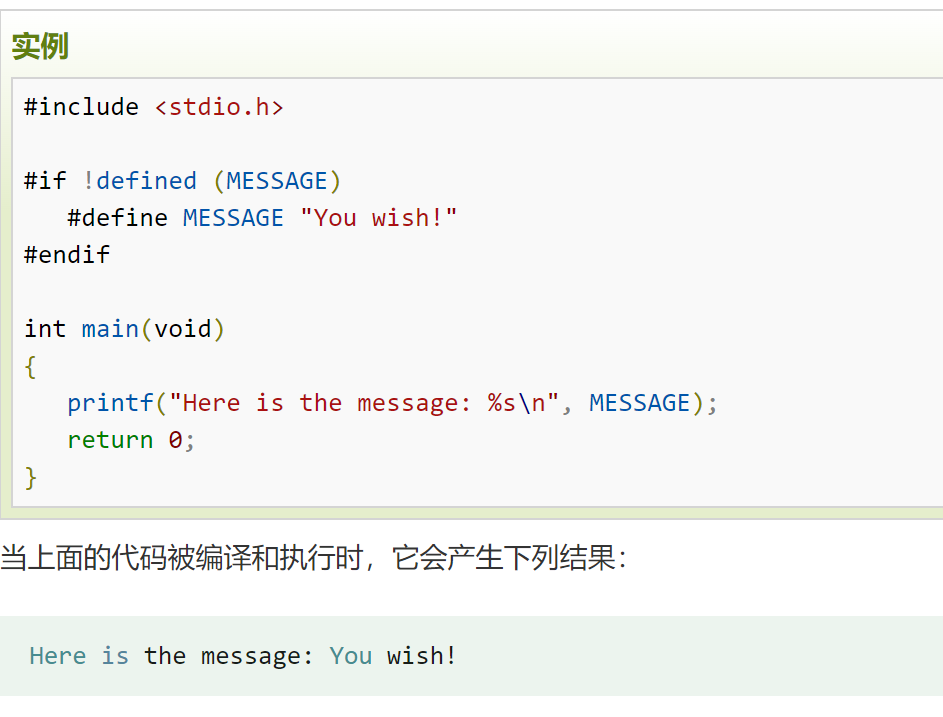 实例
#include <stdio.h>
#if !defined (MESSAGE)
   #define MESSAGE "You wish!"
#endif
int main(void)
{
   printf("Here is the message: %s\n", MESSAGE);
   return 0;
}
当上面的代码被编译和执行时，它会产生下列结果：
Here is the message: You wish!